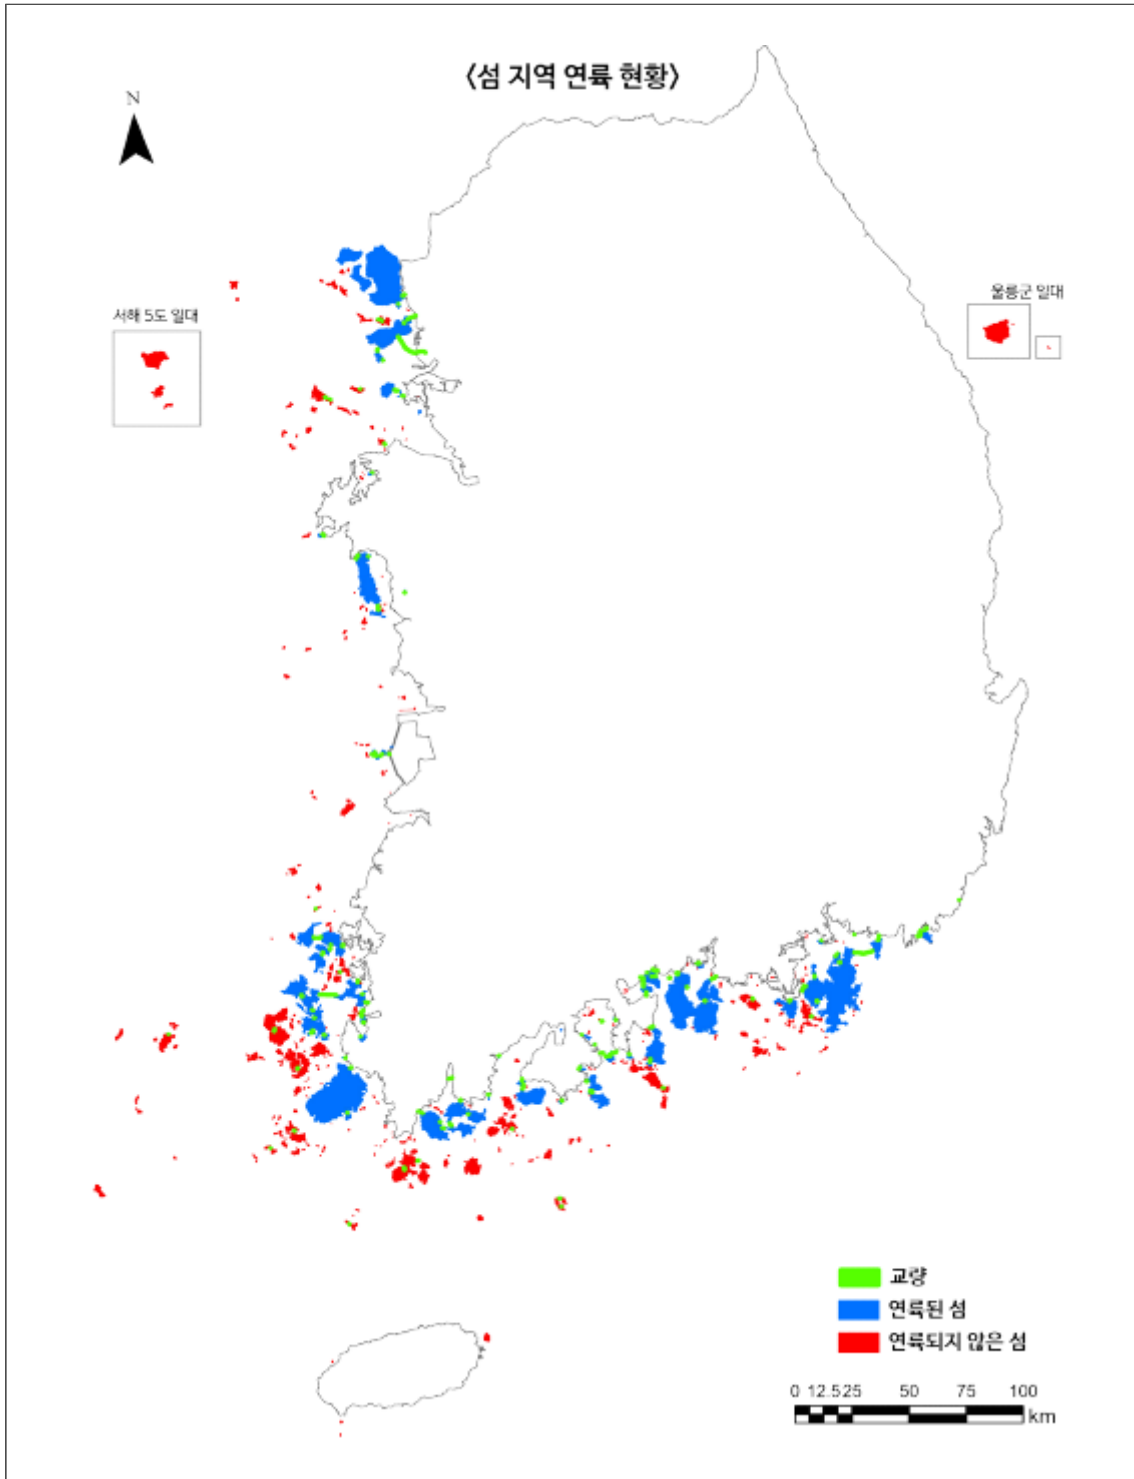 〈섬 지역 연륙 현황〉
N
울릉군 일대
서해 5도 일대
교량
연륙된 섬
연륙되지 않은 섬
0 12.525 50 75 100
km